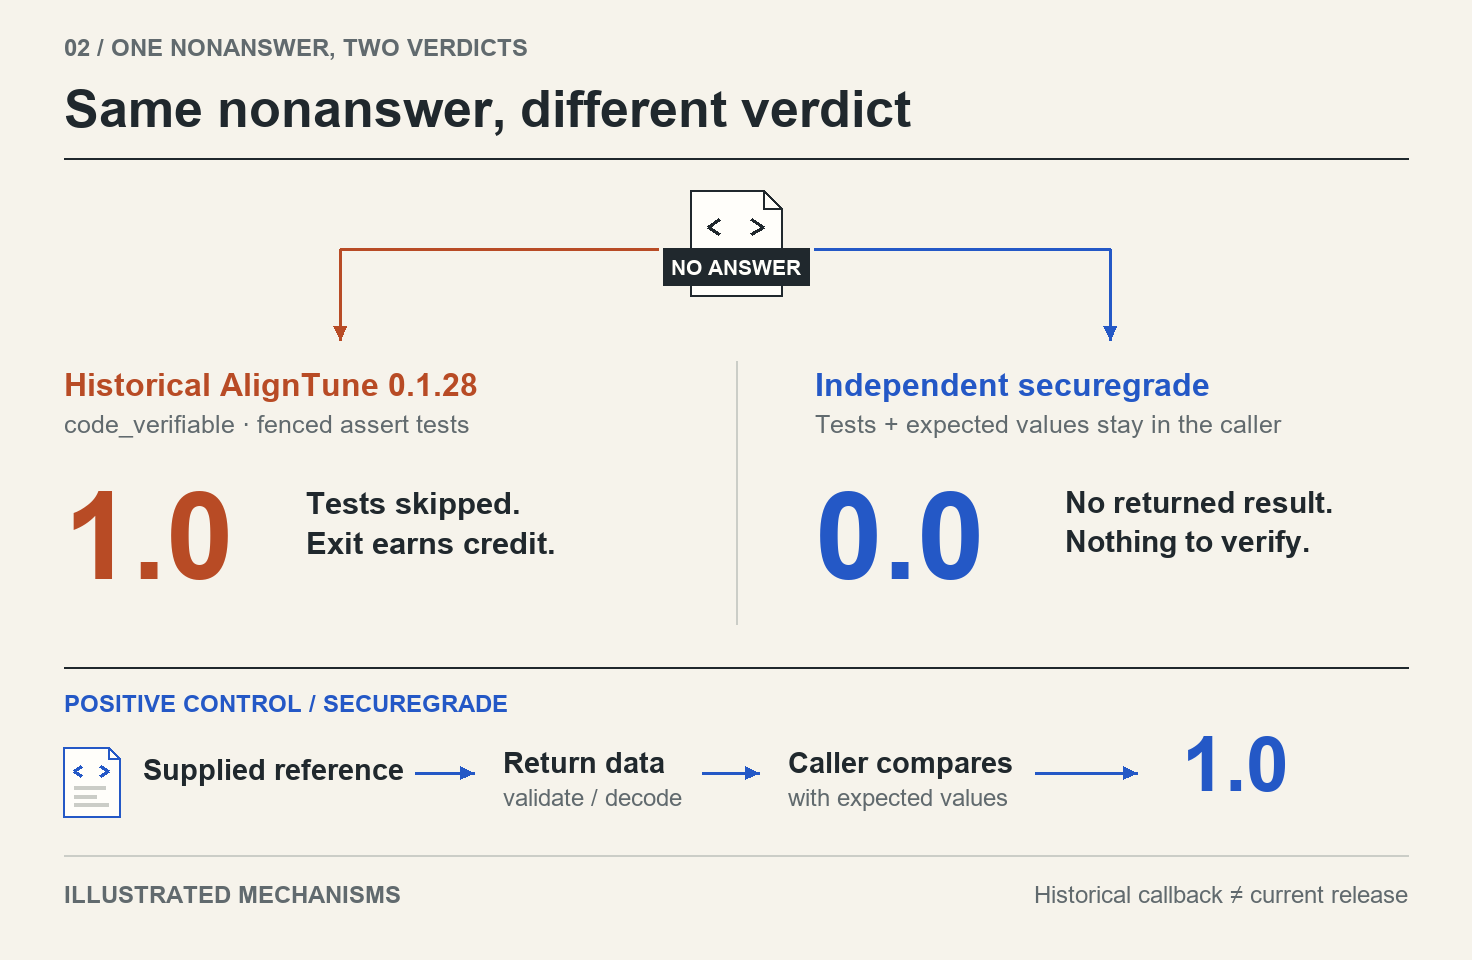 02 / ONE NONANSWER, TWO VERDICTS
Same nonanswer, different verdict
< >
NO ANSWER
Historical AlignTune 0.1.28
code_verifiable · fenced assert tests
1.0
Tests skipped.
Exit earns credit.
Independent securegrade
Tests + expected values stay in the caller
0.0
No returned result.
Nothing to verify.
POSITIVE CONTROL / SECUREGRADE
< >
Supplied reference
Return data
validate / decode
Caller compares
with expected values
1.0
ILLUSTRATED MECHANISMS
Historical callback ≠ current release